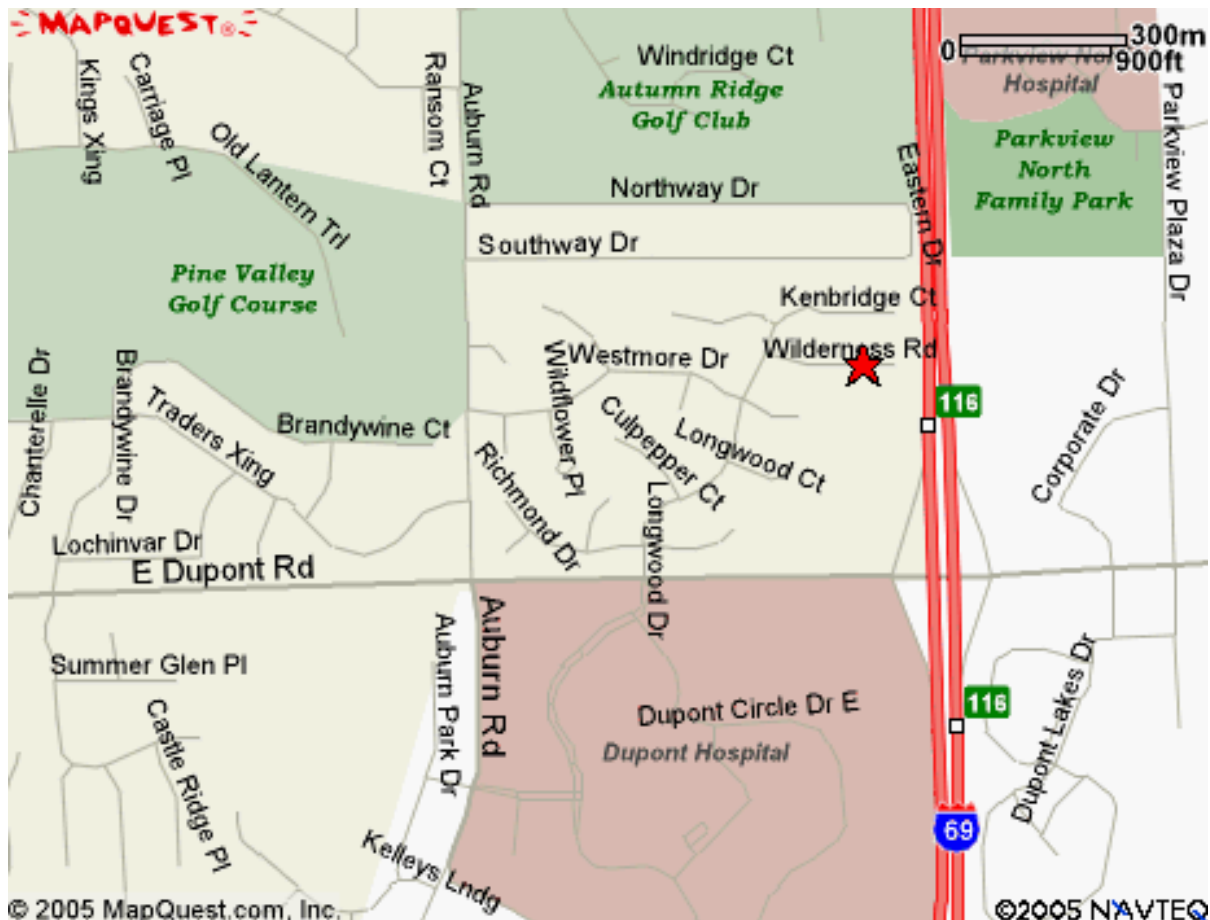 MAPQUEST®
0 300m
900ft
Windridge Ct
Autumn Ridge
Golf Club
Parkview Nor
Hospital
Kings Xing
Carriage Pl
Old Lantern Trl
Ransom Ct
Auburn Rd
Eastern Dr
Parkview
North
Family Park
Parkview Plaza Dr
Northway Dr
Southway Dr
Pine Valley
Golf Course
Kenbridge Ct
Wilderness Rd
Westmore Dr
Wildflower Pl
Culpepper Ct
Longwood Ct
116
Corporate Dr
Chanterelle Dr
Brandywine Dr
Traders Xing
Brandywine Ct
Richmond Dr
Longwood Dr
Lochinvar Dr
E Dupont Rd
Auburn Rd
Auburn Park Dr
Summer Glen Pl
Castle Ridge Pl
Dupont Circle Dr E
Dupont Hospital
116
Dupont Lakes Dr
69
Kelleys Lndg
© 2005 MapQuest.com, Inc.
©2005 NAVTEQ